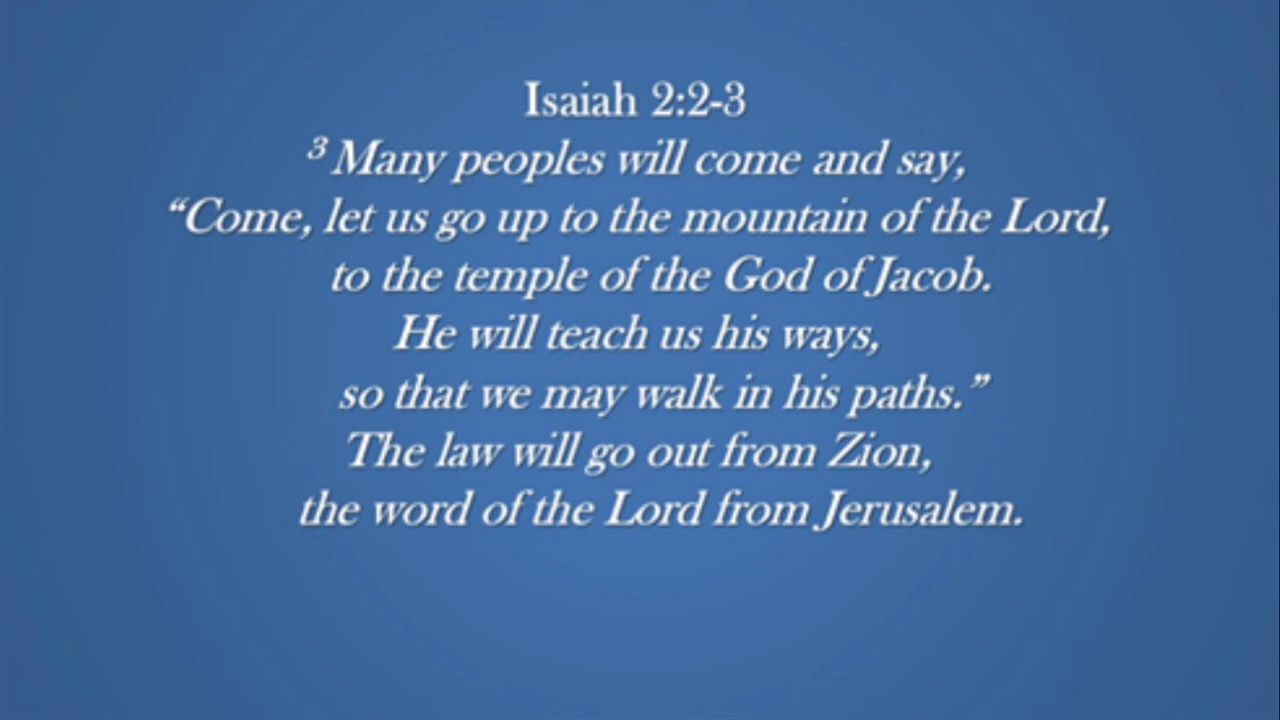 Isaiah 2:2-3
³ Many peoples will come and say,
“Come, let us go up to the mountain of the Lord,
to the temple of the God of Jacob.
He will teach us his ways,
so that we may walk in his paths.”
The law will go out from Zion,
the word of the Lord from Jerusalem.